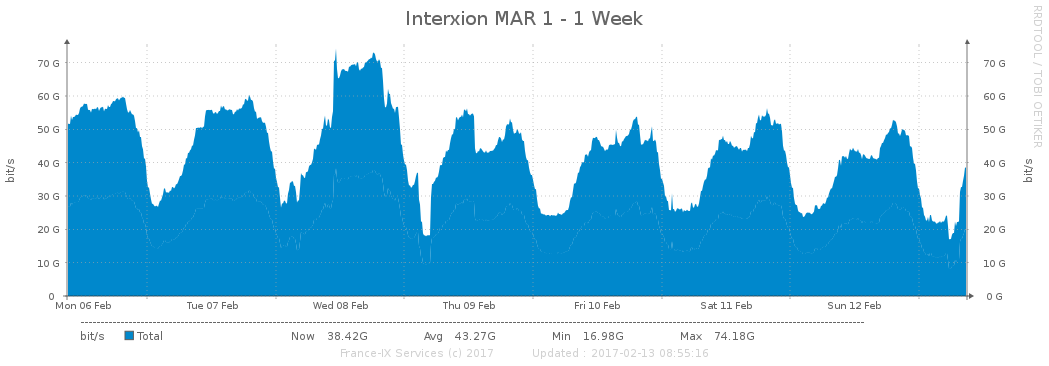 Interxion MAR 1 - 1 Week
RRDTOOL / TOBI OETIKER
bit/s
70 G
60 G
50 G
40 G
30 G
20 G
10 G
0
70 G
60 G
50 G
40 G
30 G
20 G
10 G
0 G
bit/s
Mon 06 Feb Tue 07 Feb Wed 08 Feb Thu 09 Feb Fri 10 Feb Sat 11 Feb Sun 12 Feb
bit/s Total Now 38.42G Avg 43.27G Min 16.98G Max 74.18G
France-IX Services (c) 2017 Updated : 2017-02-13 08:55:16